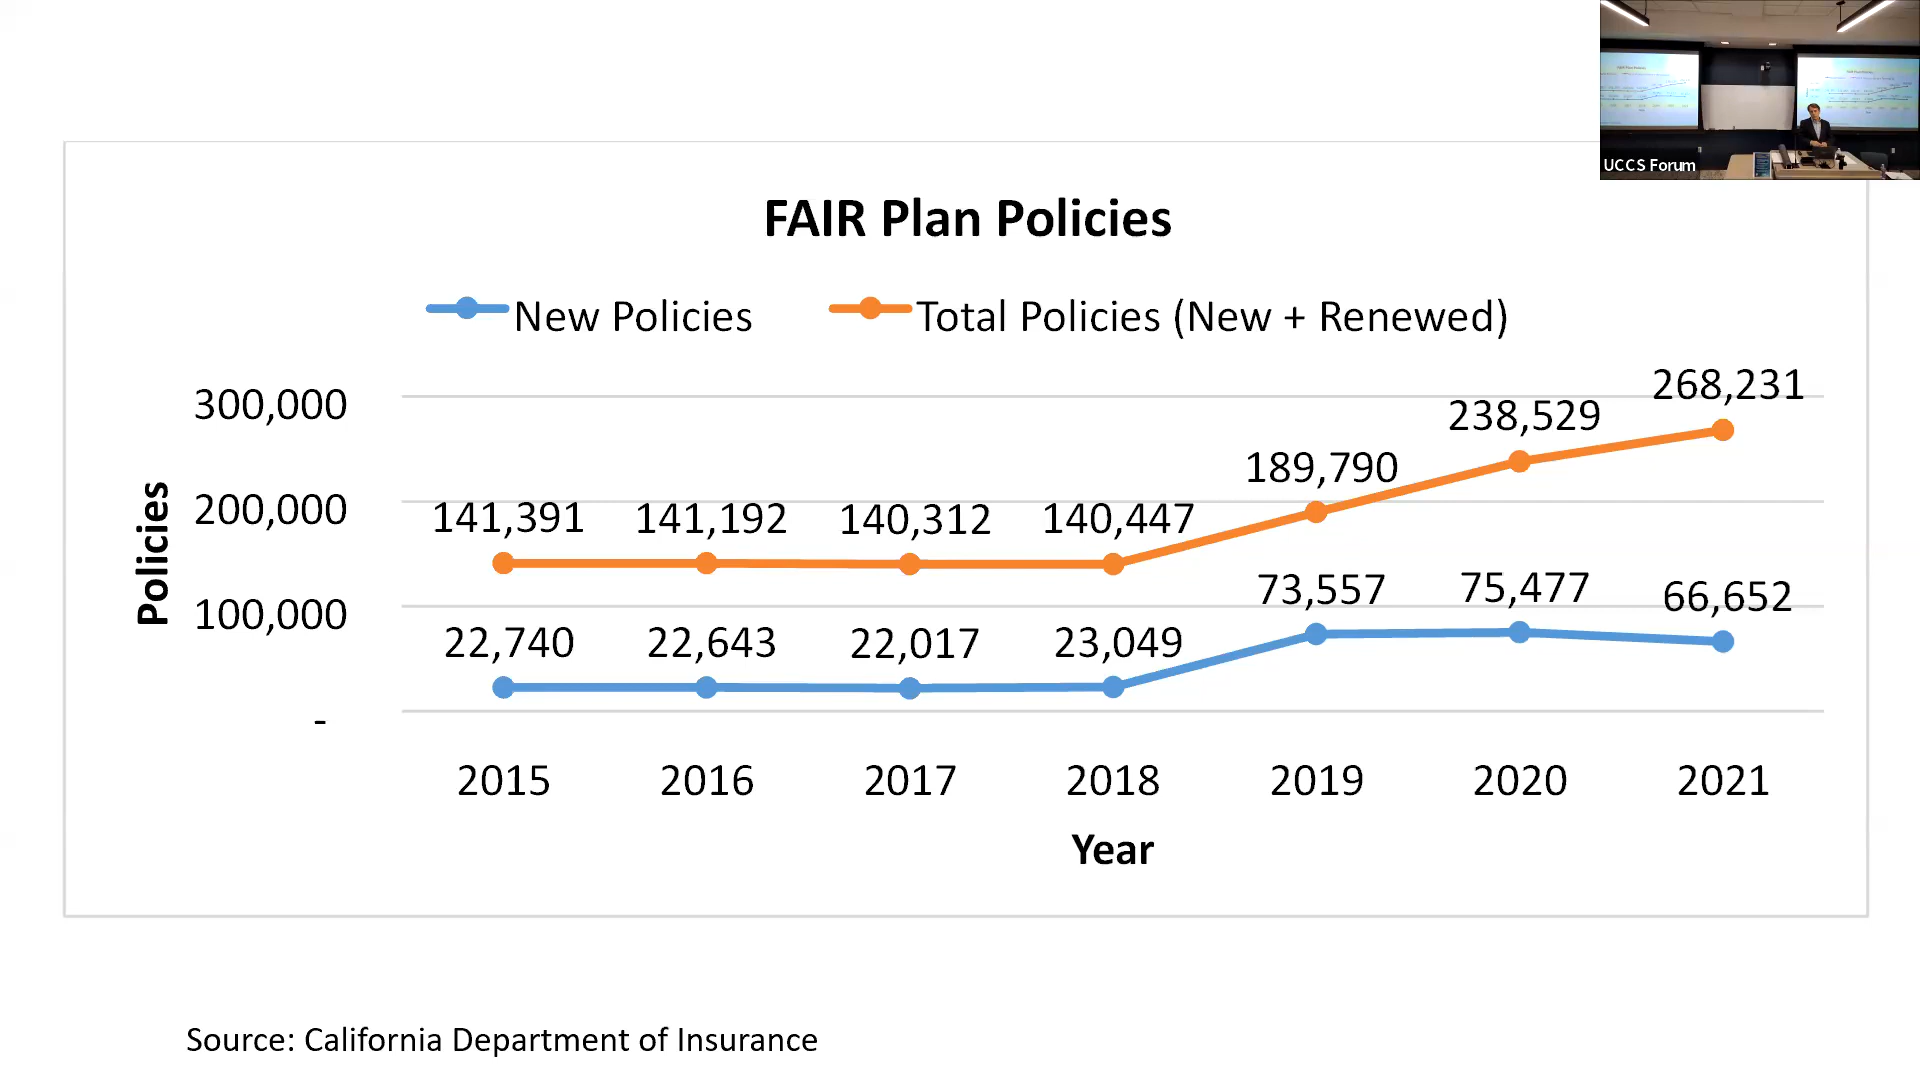 UCCS Forum
FAIR Plan Policies
New Policies
Total Policies (New + Renewed)
Policies
300,000
200,000
100,000
-
141,391
141,192
140,312
140,447
189,790
238,529
268,231
22,740
22,643
22,017
23,049
73,557
75,477
66,652
2015 2016 2017 2018 2019 2020 2021
Year
Source: California Department of Insurance